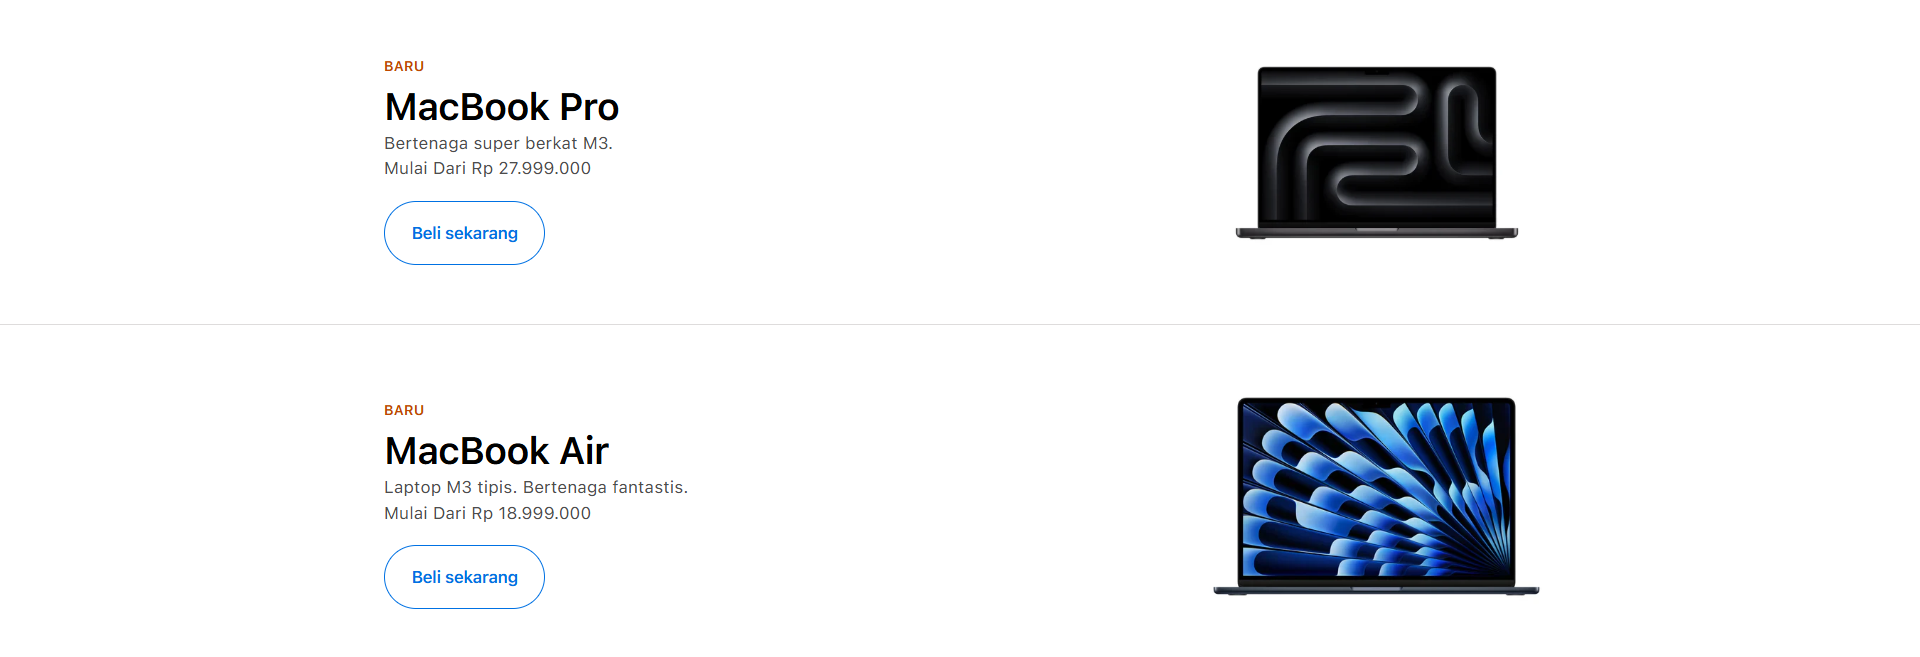 BARU
MacBook Pro
Bertenaga super berkat M3.
Mulai Dari Rp 27.999.000
Beli sekarang
BARU
MacBook Air
Laptop M3 tipis. Bertenaga fantastis.
Mulai Dari Rp 18.999.000
Beli sekarang